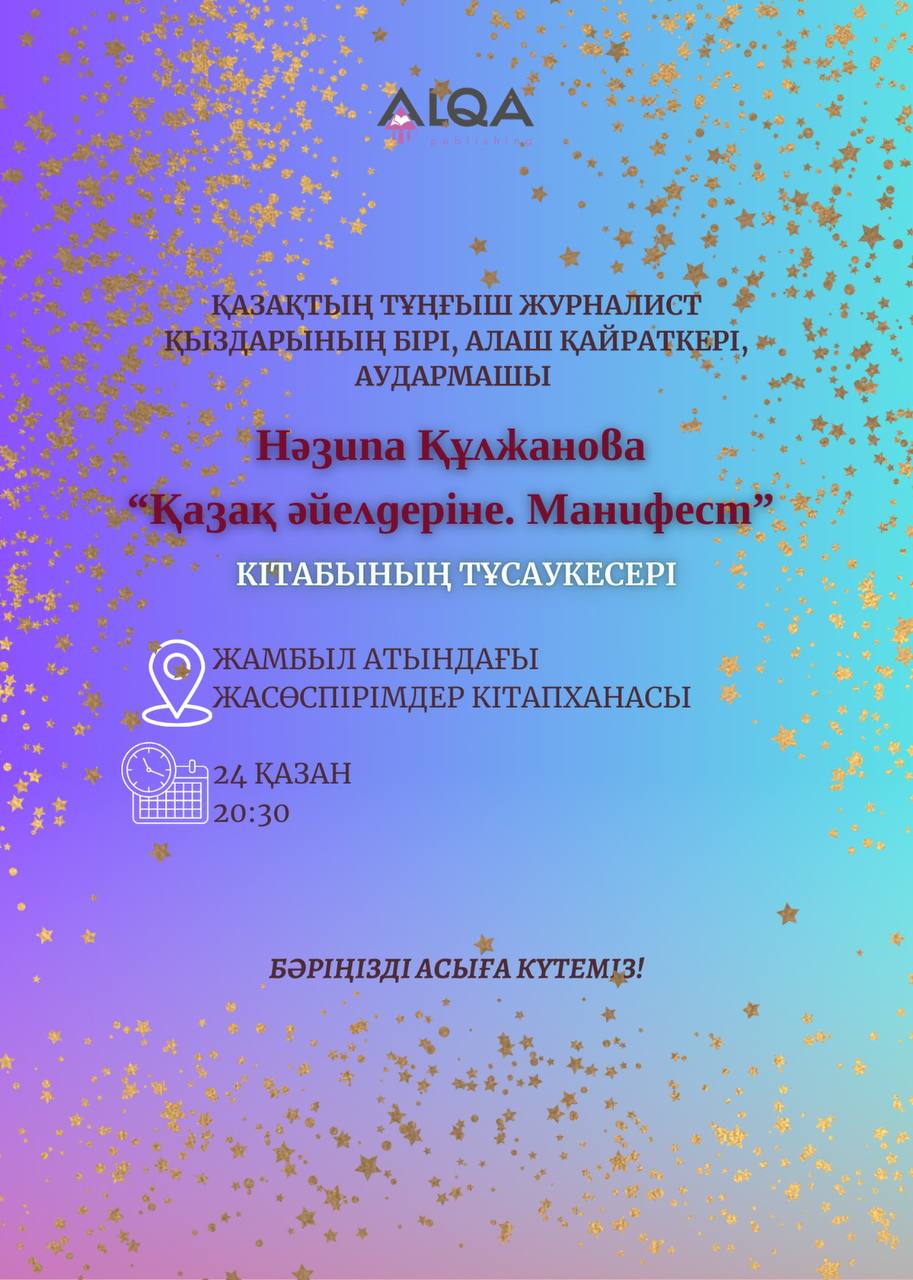 ALQA
publishing
ҚАЗАҚТЫҢ ТҰҢҒЫШ ЖУРНАЛИСТ
ҚЫЗДАРЫНЫҢ БІРІ, АЛАШ ҚАЙРАТКЕРІ,
АУДАРМАШЫ
Нәзипа Құлжанова
“Қазақ әйелдеріне. Манифест”
КІТАБЫНЫҢ ТҰСАУКЕСЕРІ
ЖАМБЫЛ АТЫНДАҒЫ
ЖАСӨСПІРІМДЕР КІТАПХАНАСЫ
24 ҚАЗАН
20:30
БӘРІҢІЗДІ АСЫҒА КҮТЕМІЗ!